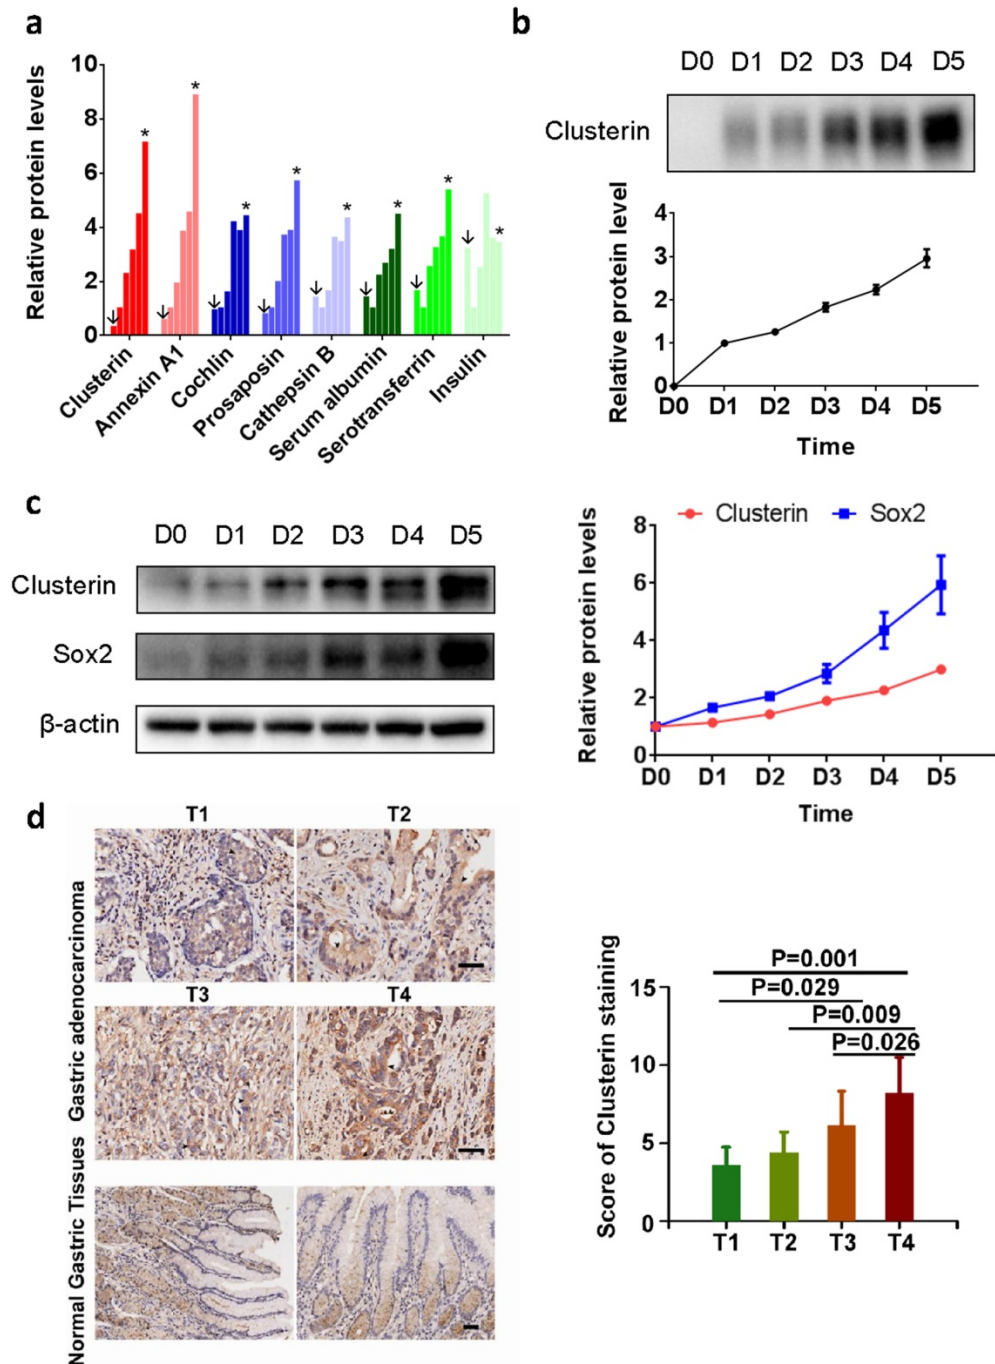 a
Relative protein levels
10
8
6
4
2
0
* * * * * * * *
Clusterin
Annexin A1
Cochlin
Prosaposin
Cathepsin B
Serum albumin
Serotransferrin
Insulin
b
D0 D1 D2 D3 D4 D5
Clusterin
Relative protein level
4
3
2
1
0
D0 D1 D2 D3 D4 D5
Time
c
D0 D1 D2 D3 D4 D5
Clusterin
Sox2
β-actin
Clusterin Sox2
Relative protein levels
8
6
4
2
0
D0 D1 D2 D3 D4 D5
Time
d
Gastric adenocarcinoma
T1 T2
T3 T4
Normal Gastric Tissues
Score of Clusterin staining
P=0.001
P=0.029
P=0.009
P=0.026
15
10
5
0
T1 T2 T3 T4